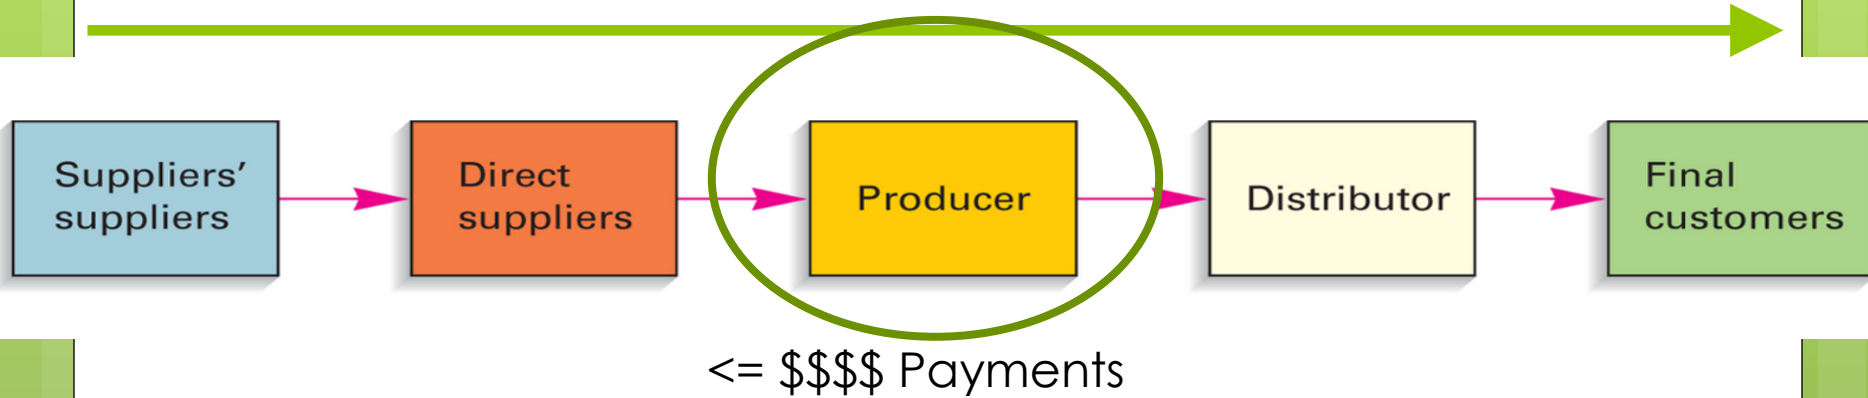 Suppliers’
suppliers
Direct
suppliers
Producer
Distributor
Final
customers
<= $$$$ Payments